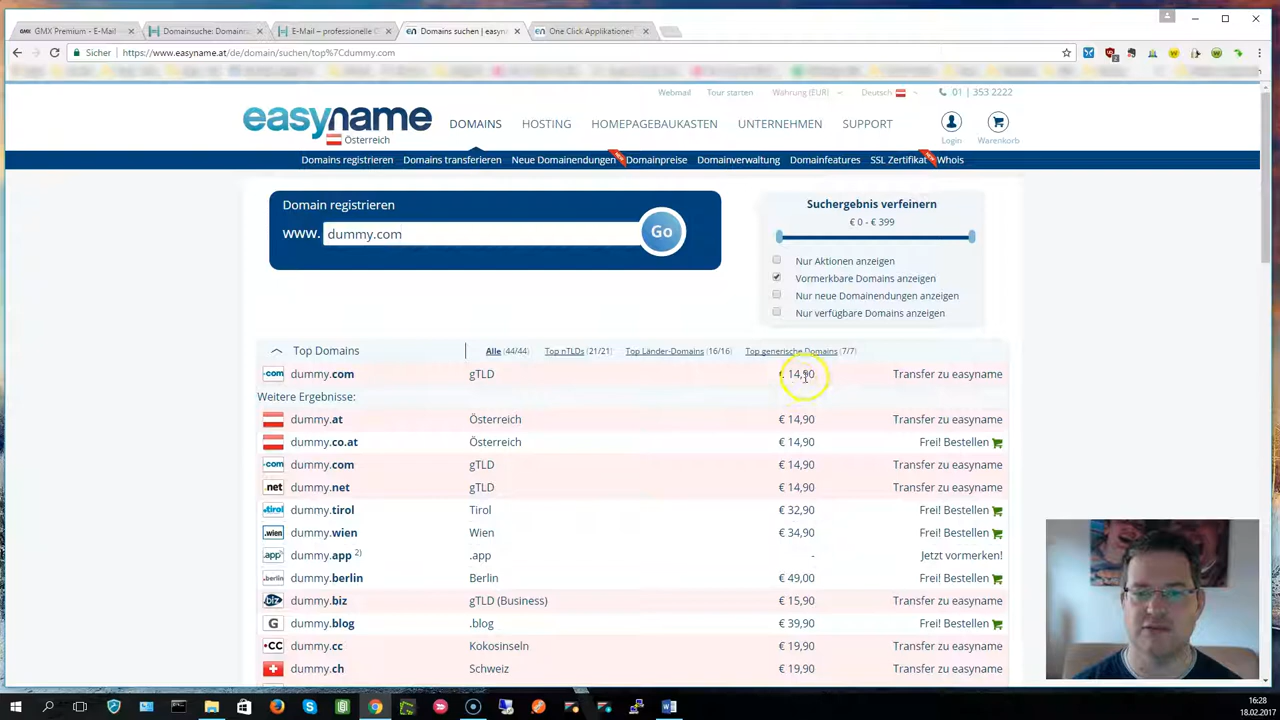 GMX Premium - E-Mail
Domainsuche: Domainra
E-Mail – professionelle C
Domains suchen | easyn
One Click Applikationen
Sicher https://www.easyname.at/de/domain/suchen/top%7Cdummy.com
Webmail Tour starten Währung (EUR) Deutsch 01 | 353 2222
easyname
Österreich
DOMAINS HOSTING HOMEPAGEBAUKASTEN UNTERNEHMEN SUPPORT
Login Warenkorb
Domains registrieren Domains transferieren Neue Domainendungen Domainpreise Domainverwaltung Domainfeatures SSL Zertifikat Whois
Domain registrieren
www. dummy.com Go
Suchergebnis verfeinern
€ 0 - € 399
Nur Aktionen anzeigen
Vormerkbare Domains anzeigen
Nur neue Domainendungen anzeigen
Nur verfügbare Domains anzeigen
Top Domains Alle (44/44) Top nTLDs (21/21) Top Länder-Domains (16/16) Top generische Domains (7/7)
.com dummy.com gTLD € 14,90 Transfer zu easyname
Weitere Ergebnisse:
dummy.at Österreich € 14,90 Transfer zu easyname
dummy.co.at Österreich € 14,90 Frei! Bestellen
.com dummy.com gTLD € 14,90 Transfer zu easyname
.net dummy.net gTLD € 14,90 Transfer zu easyname
.tirol dummy.tirol Tirol € 32,90 Frei! Bestellen
.wien dummy.wien Wien € 34,90 Frei! Bestellen
.app dummy.app 2) .app - Jetzt vormerken!
.berlin dummy.berlin Berlin € 49,00 Frei! Bestellen
.biz dummy.biz gTLD (Business) € 15,90 Transfer zu easyname
G dummy.blog .blog € 39,90 Frei! Bestellen
.CC dummy.cc Kokosinseln € 19,90 Transfer zu easyname
dummy.ch Schweiz € 19,90 Transfer zu easyname
16:28
18.02.2017